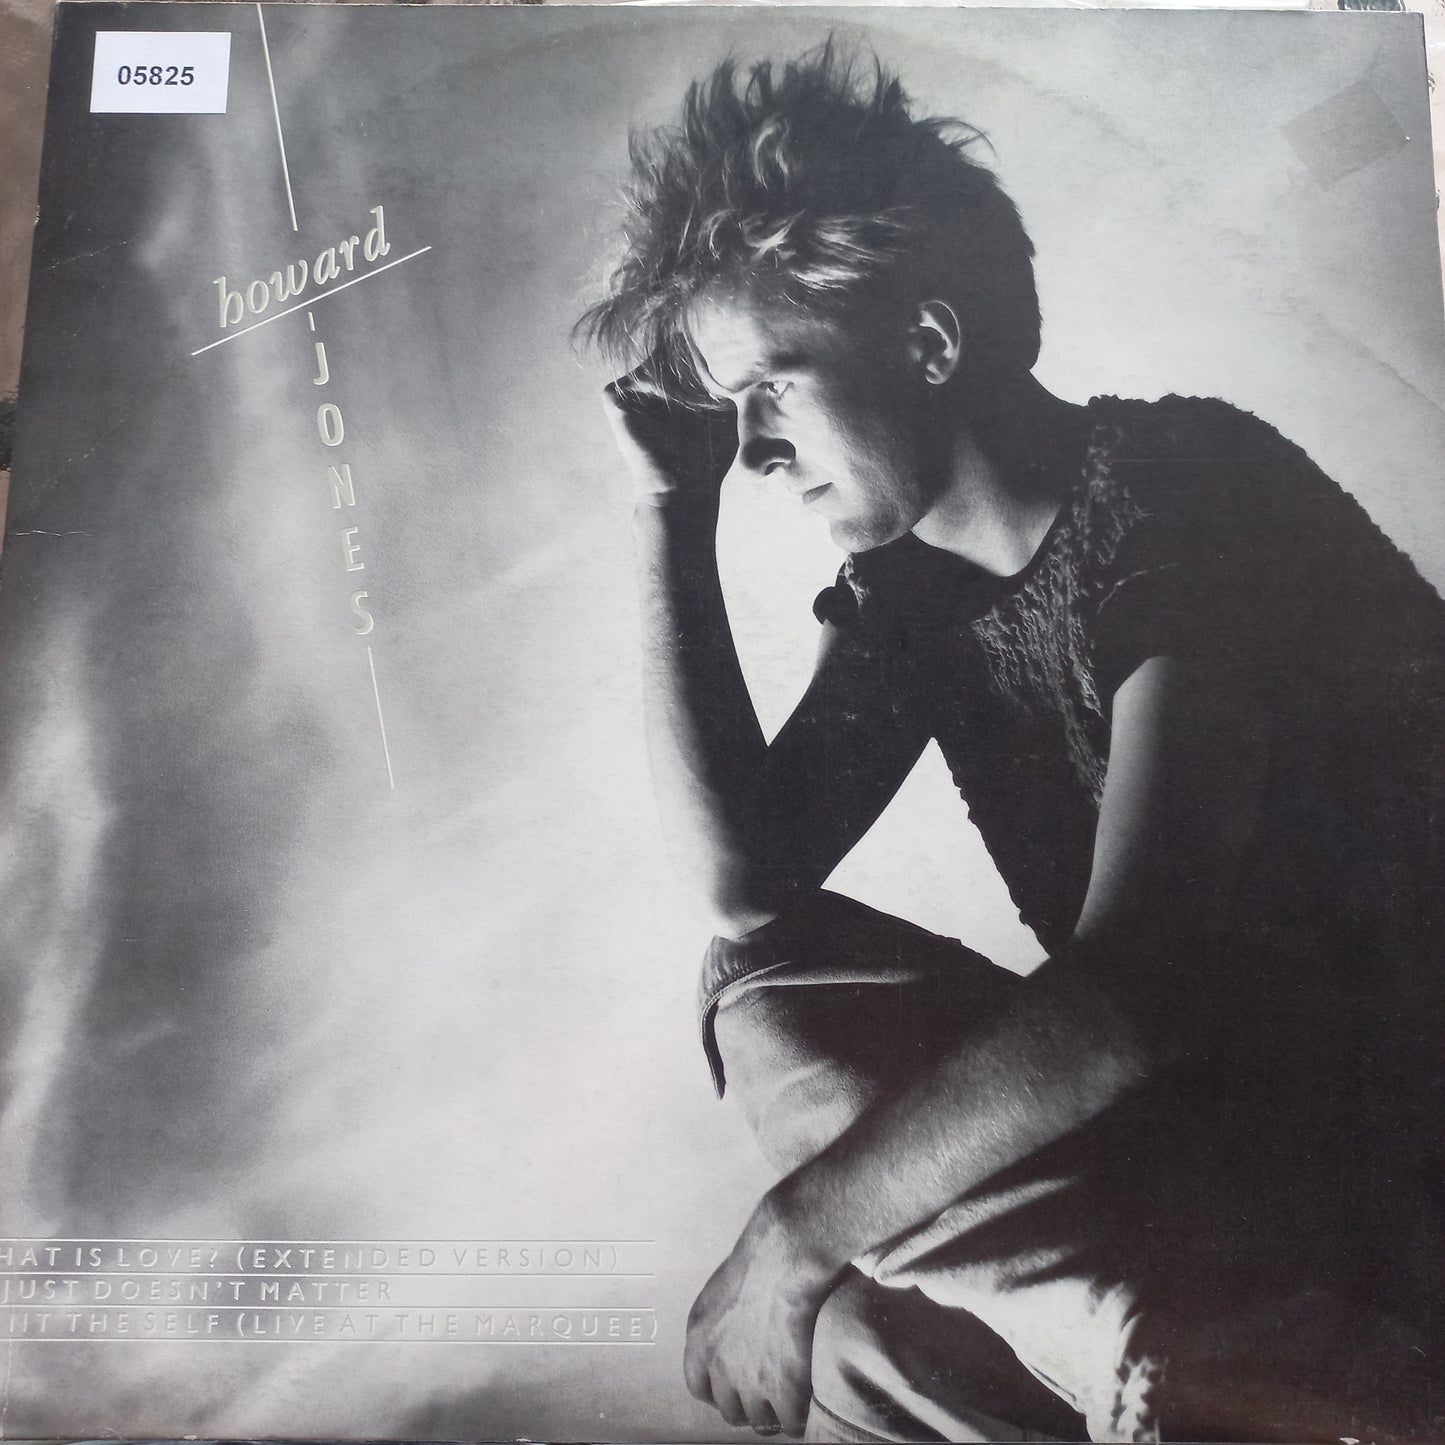 05825
howard
JONES
HAT IS LOVE? (EXTENDED VERSION)
JUST DOESN'T MATTER
NT THE SELF (LIVE AT THE MARQUEE)